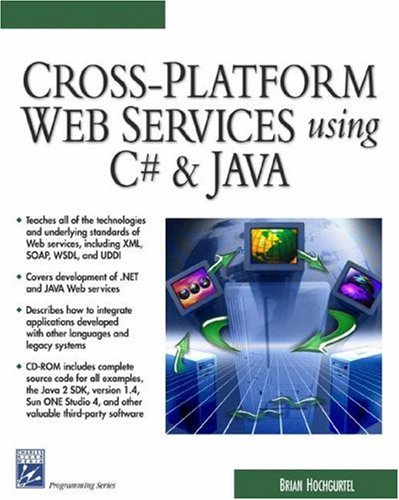 CROSS-PLATFORM
WEB SERVICES using
C# & JAVA
Teaches all of the technologies
and underlying standards of
Web services, including XML,
SOAP, WSDL, and UDDI
Covers development of .NET
and JAVA Web services
Describes how to integrate
applications developed
with other languages and
legacy systems
CD-ROM includes complete
source code for all examples,
the Java 2 SDK, version 1.4,
Sun ONE Studio 4, and other
valuable third-party software
CHARLES
RIVER
MEDIA
Programming Series
BRIAN HOCHGURTEL